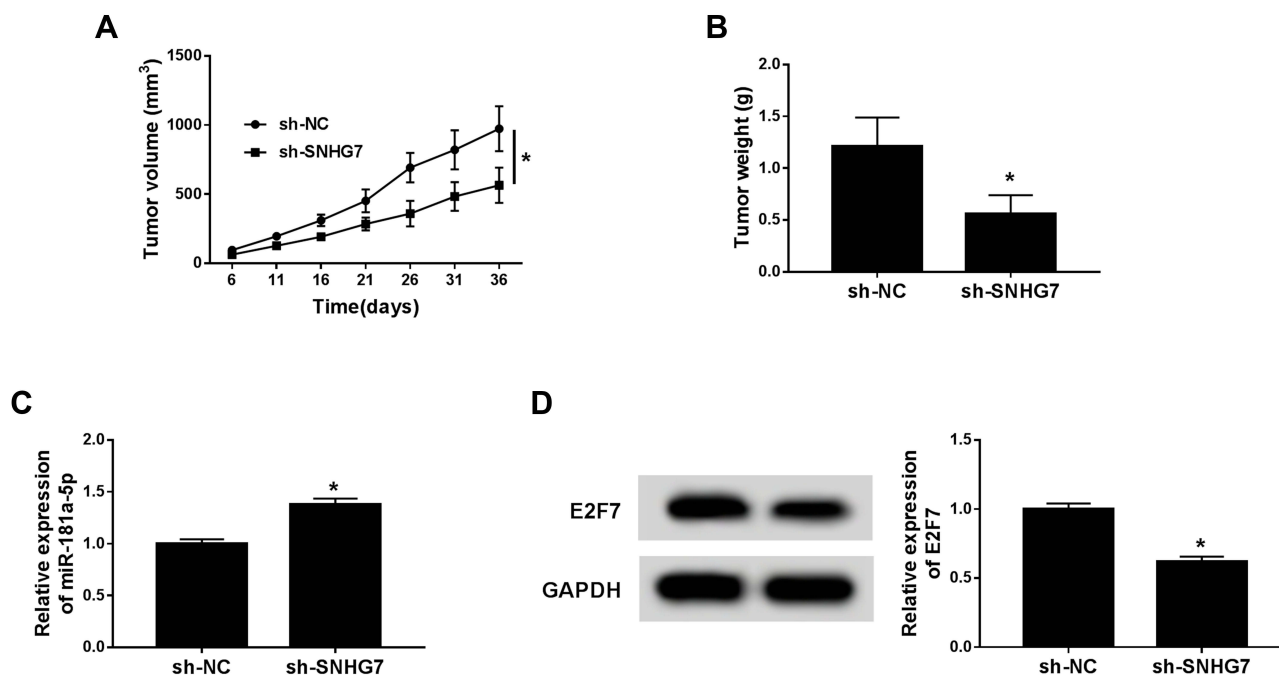 A
Tumor volume (mm3)
1500
1000
500
0
sh-NC
sh-SNHG7
*
6 11 16 21 26 31 36
Time(days)
B
Tumor weight (g)
2.0
1.5
1.0
0.5
0.0
*
sh-NC sh-SNHG7
C
Relative expression
of miR-181a-5p
2.0
1.5
1.0
0.5
0.0
*
sh-NC sh-SNHG7
D
E2F7
GAPDH
Relative expression
of E2F7
1.5
1.0
0.5
0.0
*
sh-NC sh-SNHG7